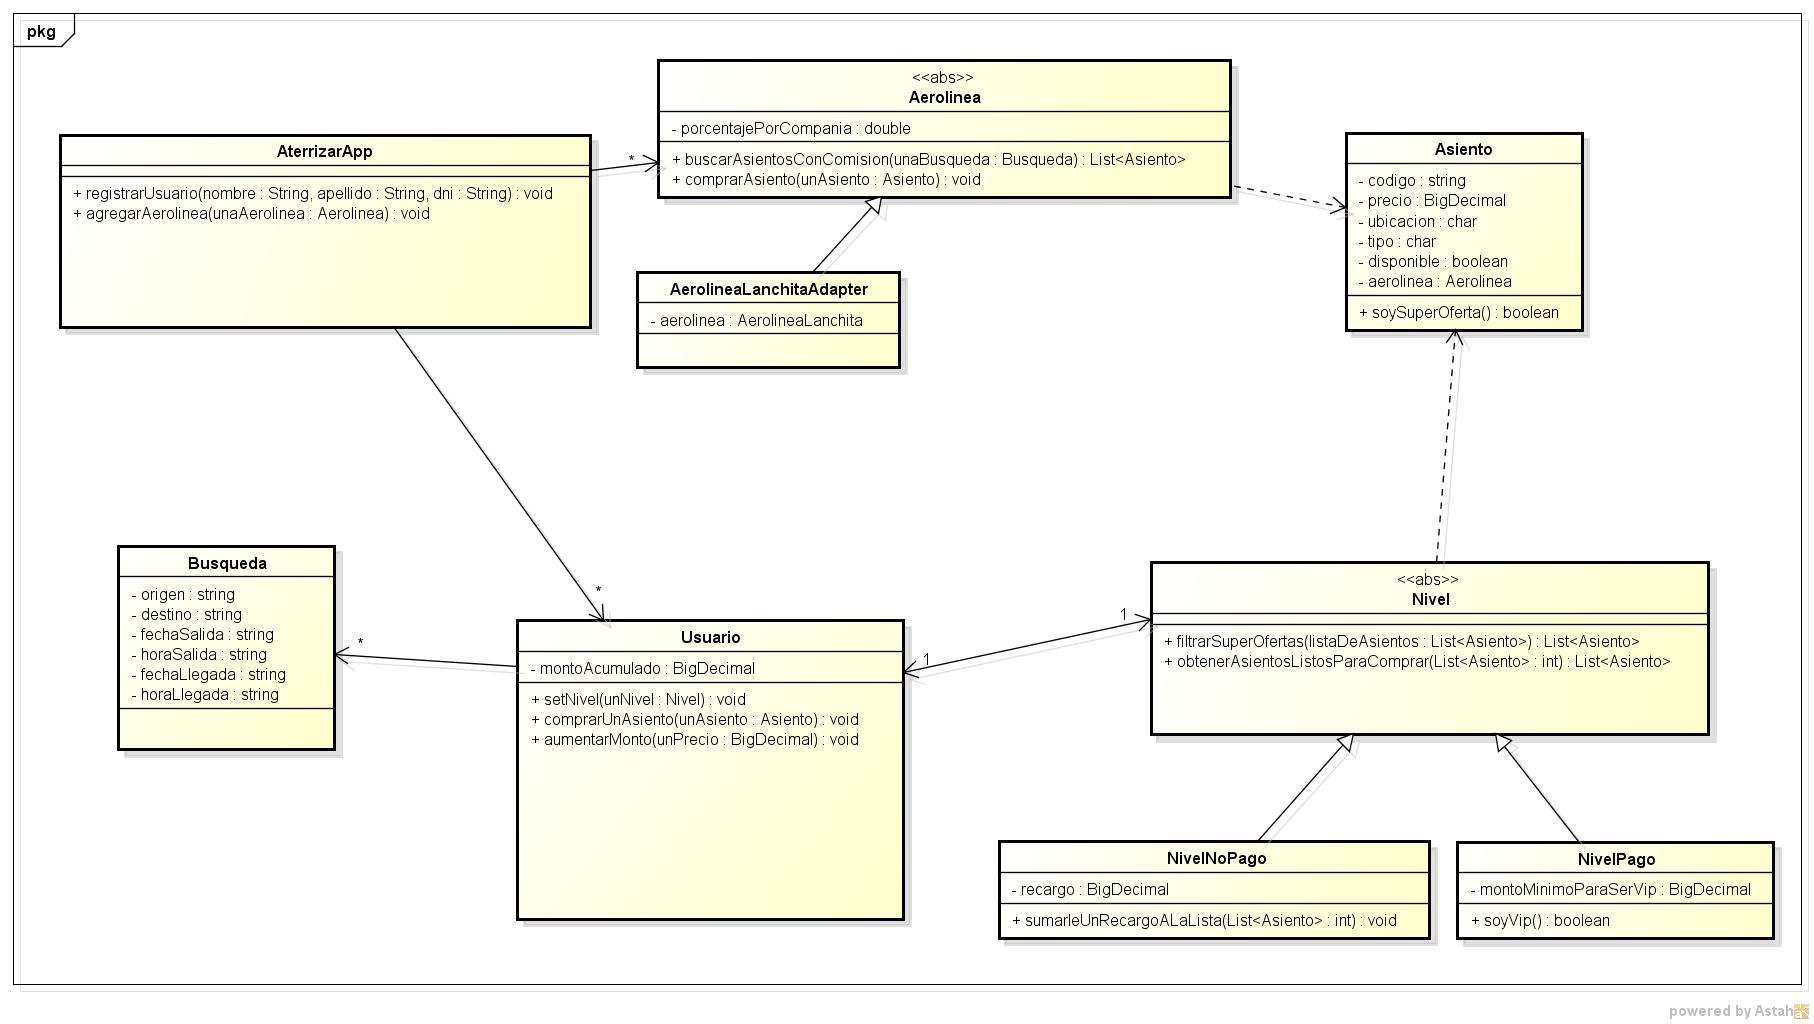 pkg
<<abs>>
Aerolinea
- porcentajePorCompania : double
+ buscarAsientosConComision(unaBusqueda : Busqueda) : List<Asiento>
+ comprarAsiento(unAsiento : Asiento) : void
AterrizarApp
+ registrarUsuario(nombre : String, apellido : String, dni : String) : void
+ agregarAerolinea(unaAerolinea : Aerolinea) : void
*
Asiento
- codigo : string
- precio : BigDecimal
- ubicacion : char
- tipo : char
- disponible : boolean
- aerolinea : Aerolinea
+ soySuperOferta() : boolean
AerolineaLanchitaAdapter
- aerolinea : AerolineaLanchita
Busqueda
- origen : string
- destino : string
- fechaSalida : string
- horaSalida : string
- fechaLlegada : string
- horaLlegada : string
*
*
Usuario
- montoAcumulado : BigDecimal
+ setNivel(unNivel : Nivel) : void
+ comprarUnAsiento(unAsiento : Asiento) : void
+ aumentarMonto(unPrecio : BigDecimal) : void
1
1
<<abs>>
Nivel
+ filtrarSuperOfertas(listaDeAsientos : List<Asiento>) : List<Asiento>
+ obtenerAsientosListosParaComprar(List<Asiento> : int) : List<Asiento>
NivelNoPago
- recargo : BigDecimal
+ sumarleUnRecargoALaLista(List<Asiento> : int) : void
NivelPago
- montoMinimoParaSerVip : BigDecimal
+ soyVip() : boolean
powered by Astah